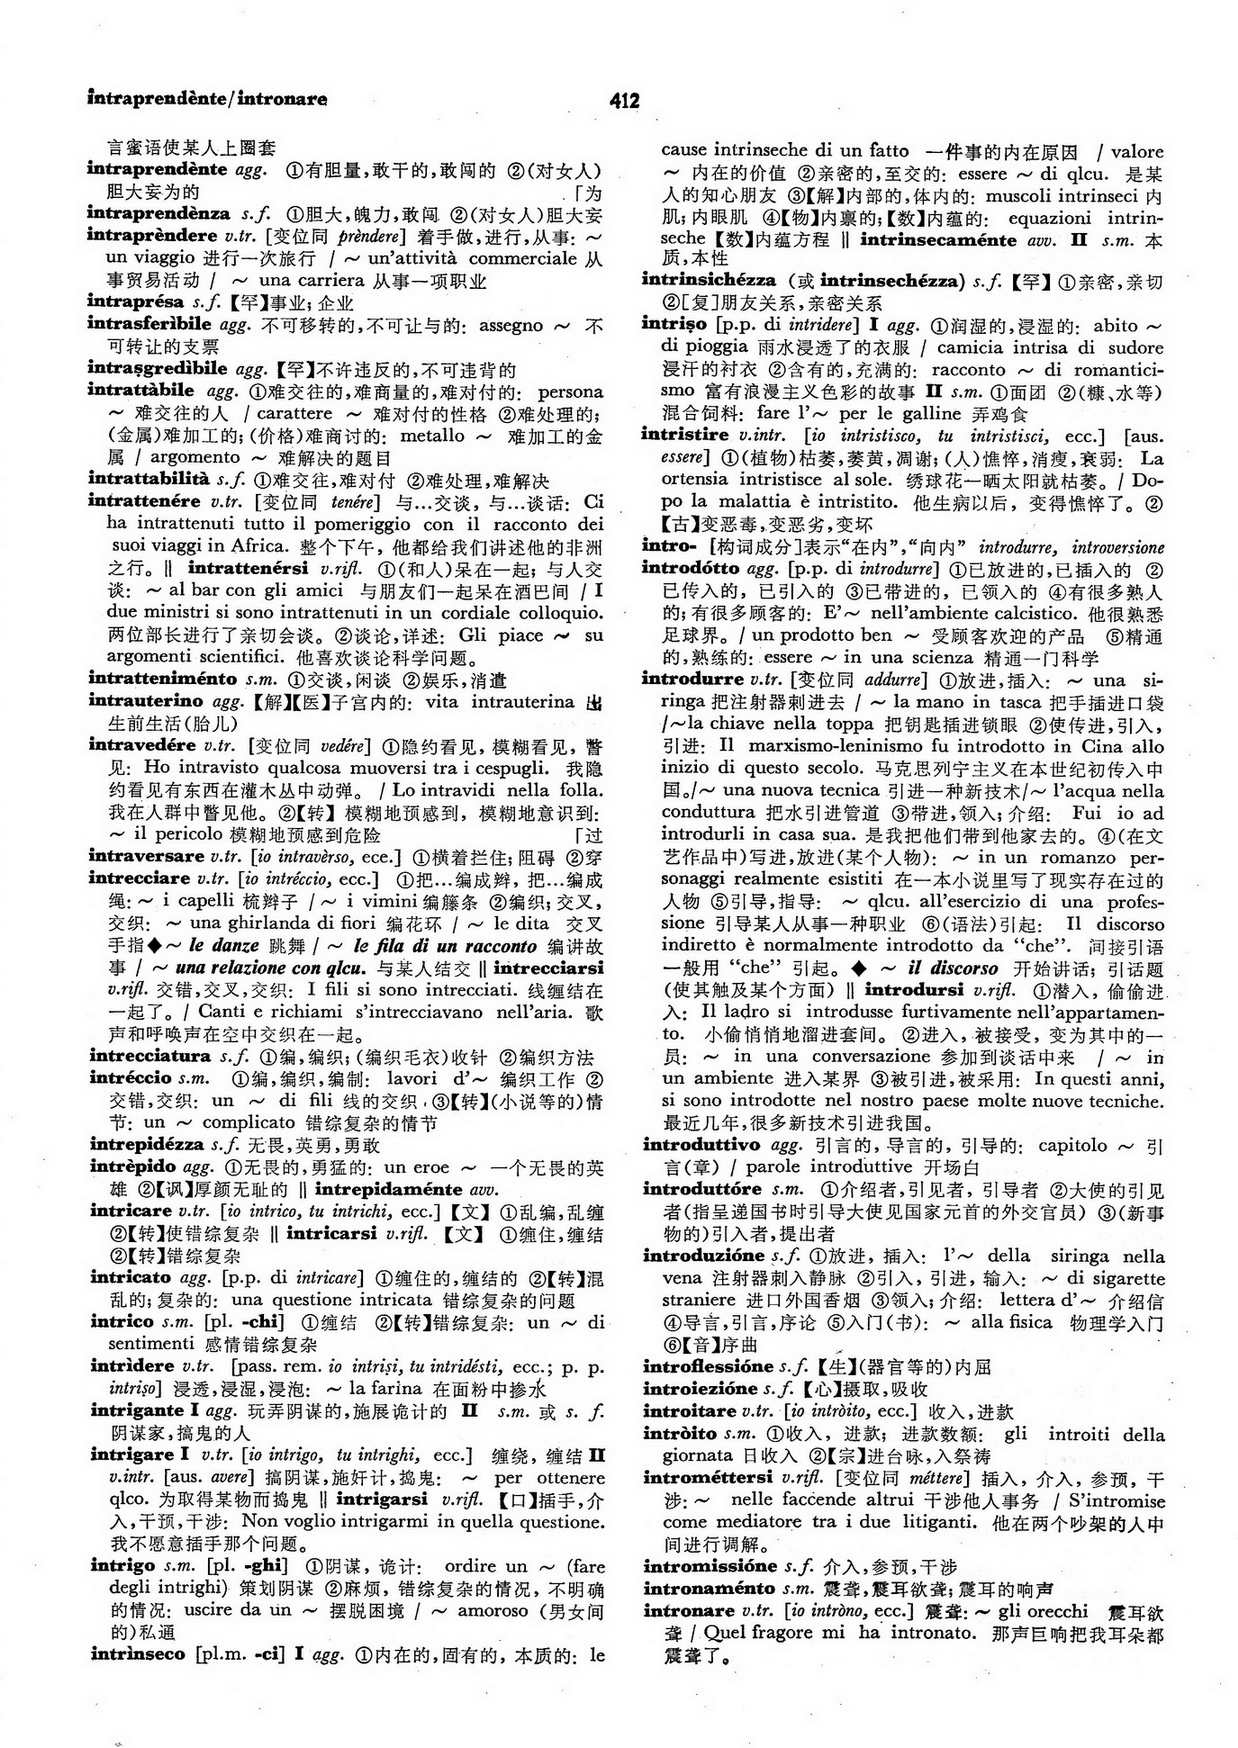 intraprendènte/intronare
412
言蜜语使某人上圈套
intraprendènte agg. ①有胆量,敢干的,敢闯的 ②(对女人)
胆大妄为的 「为
intraprendènza s.f. ①胆大,魄力,敢闯 ②(对女人)胆大妄
intraprèndere v.tr. [变位同 prèndere] 着手做,进行,从事: ～
un viaggio 进行一次旅行 / ～ un'attività commerciale 从
事贸易活动 / ～ una carriera 从事一项职业
intraprésa s.f.【罕】事业; 企业
intrasferìbile agg. 不可移转的,不可让与的: assegno ～ 不
可转让的支票
intraşgredìbile agg.【罕】不许违反的,不可违背的
intrattàbile agg. ①难交往的,难商量的,难对付的: persona
～ 难交往的人 / carattere ～ 难对付的性格 ②难处理的;
(金属)难加工的; (价格)难商讨的: metallo ～ 难加工的金
属 / argomento ～ 难解决的题目
intrattabilità s.f. ①难交往,难对付 ②难处理,难解决
intrattenére v.tr. [变位同 tenére] 与…交谈, 与…谈话: Ci
ha intrattenuti tutto il pomeriggio con il racconto dei
suoi viaggi in Africa. 整个下午, 他都给我们讲述他的非洲
之行。‖ intrattenérsi v.rifl. ①(和人)呆在一起; 与人交
谈: ～ al bar con gli amici 与朋友们一起呆在酒巴间 / I
due ministri si sono intrattenuti in un cordiale colloquio.
两位部长进行了亲切会谈。②谈论,详述: Gli piace ～ su
argomenti scientifici. 他喜欢谈论科学问题。
intratteniménto s.m. ①交谈,闲谈 ②娱乐,消遣
intrauterino agg.【解】【医】子宫内的: vita intrauterina 出
生前生活(胎儿)
intravedére v.tr. [变位同 vedére] ①隐约看见, 模糊看见, 瞥
见: Ho intravisto qualcosa muoversi tra i cespugli. 我隐
约看见有东西在灌木丛中动弹。 / Lo intravidi nella folla.
我在人群中瞥见他。②【转】模糊地预感到, 模糊地意识到:
～ il pericolo 模糊地预感到危险 「过
intraversare v.tr. [io intravèrso, ece.] ①横着拦住; 阻碍 ②穿
intrecciare v.tr. [io intréccio, ecc.] ①把…编成辫, 把…编成
绳: ～ i capelli 梳辫子 / ～ i vimini 编藤条 ②编织; 交叉,
交织: ～ una ghirlanda di fiori 编花环 / ～ le dita 交叉
手指◆～ le danze 跳舞 / ～ le fila di un racconto 编讲故
事 / ～ una relazione con qlcu. 与某人结交 ‖ intrecciarsi
v.rifl. 交错,交叉,交织: I fili si sono intrecciati. 线缠结在
一起了。/ Canti e richiami s'intrecciavano nell'aria. 歌
声和呼唤声在空中交织在一起。
intrecciatura s.f. ①编,编织; (编织毛衣)收针 ②编织方法
intréccio s.m. ①编,编织,编制: lavori d'～ 编织工作 ②
交错,交织: un ～ di fili 线的交织 ③【转】(小说等的)情
节: un ～ complicato 错综复杂的情节
intrepidézza s.f. 无畏,英勇,勇敢
intrèpido agg. ①无畏的,勇猛的: un eroe ～ 一个无畏的英
雄 ②【讽】厚颜无耻的 ‖ intrepidaménte avv.
intricare v.tr. [io intrico, tu intrichi, ecc.]【文】①乱编,乱缠
②【转】使错综复杂 ‖ intricarsi v.rifl. 【文】 ①缠住,缠结
②【转】错综复杂
intricato agg. [p.p. di intricare] ①缠住的,缠结的 ②【转】混
乱的; 复杂的: una questione intricata 错综复杂的问题
intrico s.m. [pl. -chi] ①缠结 ②【转】错综复杂: un ～ di
sentimenti 感情错综复杂
intrìdere v.tr. [pass. rem. io intrişi, tu intridésti, ecc.; p. p.
intrişo] 浸透,浸湿,浸泡: ～ la farina 在面粉中掺水
intrigante I agg. 玩弄阴谋的,施展诡计的 II s.m. 或 s. f.
阴谋家,搞鬼的人
intrigare I v.tr. [io intrigo, tu intrighi, ecc.] 缠绕, 缠结 II
v.intr. [aus. avere] 搞阴谋,施奸计,捣鬼: ～ per ottenere
qlco. 为取得某物而捣鬼 ‖ intrigarsi v.rifl. 【口】插手,介
入,干预,干涉: Non voglio intrigarmi in quella questione.
我不愿意插手那个问题。
intrigo s.m. [pl. -ghi] ①阴谋, 诡计: ordire un ～ (fare
degli intrighi) 策划阴谋 ②麻烦, 错综复杂的情况, 不明确
的情况: uscire da un ～ 摆脱困境 / ～ amoroso (男女间
的)私通
intrìnseco [pl.m. -ci] I agg. ①内在的,固有的, 本质的: le
cause intrinseche di un fatto 一件事的内在原因 / valore
～ 内在的价值 ②亲密的,至交的: essere ～ di qlcu. 是某
人的知心朋友 ③【解】内部的,体内的: muscoli intrinseci 内
肌; 内眼肌 ④【物】内禀的;【数】内蕴的: equazioni intrin-
seche【数】内蕴方程 ‖ intrinsecaménte avv. II s.m. 本
质,本性
intrinsichézza (或 intrinsechézza) s.f.【罕】①亲密,亲切
②[复]朋友关系,亲密关系
intrişo [p.p. di intridere] I agg. ①润湿的,浸湿的: abito ～
di pioggia 雨水浸透了的衣服 / camicia intrisa di sudore
浸汗的衬衣 ②含有的,充满的: racconto ～ di romantici-
smo 富有浪漫主义色彩的故事 II s.m. ①面团 ②(糠、水等)
混合饲料: fare l'～ per le galline 弄鸡食
intristire v.intr. [io intristisco, tu intristisci, ecc.] [aus.
essere] ①(植物)枯萎,萎黄,凋谢; (人)憔悴,消瘦,衰弱: La
ortensia intristisce al sole. 绣球花一晒太阳就枯萎。/ Do-
po la malattia è intristito. 他生病以后, 变得憔悴了。②
【古】变恶毒,变恶劣,变坏
intro- [构词成分]表示“在内”,“向内” introdurre, introversione
introdótto agg. [p.p. di introdurre] ①已放进的,已插入的 ②
已传入的, 已引入的 ③已带进的, 已领入的 ④有很多熟人
的; 有很多顾客的: E'～ nell'ambiente calcistico. 他很熟悉
足球界。/ un prodotto ben ～ 受顾客欢迎的产品 ⑤精通
的,熟练的: essere ～ in una scienza 精通一门科学
introdurre v.tr. [变位同 addurre] ①放进,插入: ～ una si-
ringa 把注射器刺进去 / ～ la mano in tasca 把手插进口袋
/～la chiave nella toppa 把钥匙插进锁眼 ②使传进,引入,
引进: Il marxismo-leninismo fu introdotto in Cina allo
inizio di questo secolo. 马克思列宁主义在本世纪初传入中
国。/～ una nuova tecnica 引进一种新技术/～ l'acqua nella
conduttura 把水引进管道 ③带进,领入; 介绍: Fui io ad
introdurli in casa sua. 是我把他们带到他家去的。④(在文
艺作品中)写进,放进(某个人物): ～ in un romanzo per-
sonaggi realmente esistiti 在一本小说里写了现实存在过的
人物 ⑤引导,指导: ～ qlcu. all'esercizio di una profes-
sione 引导某人从事一种职业 ⑥(语法)引起: Il discorso
indiretto è normalmente introdotto da “che”. 间接引语
一般用 “che” 引起。◆ ～ il discorso 开始讲话; 引话题
(使其触及某个方面) ‖ introdursi v.rifl. ①潜入, 偷偷进
入: Il ladro si introdusse furtivamente nell'appartamen-
to. 小偷悄悄地溜进套间。②进入, 被接受, 变为其中的一
员: ～ in una conversazione 参加到谈话中来 / ～ in
un ambiente 进入某界 ③被引进,被采用: In questi anni,
si sono introdotte nel nostro paese molte nuove tecniche.
最近几年,很多新技术引进我国。
introduttivo agg. 引言的, 导言的, 引导的: capitolo ～ 引
言(章) / parole introduttive 开场白
introduttóre s.m. ①介绍者,引见者, 引导者 ②大使的引见
者(指呈递国书时引导大使见国家元首的外交官员) ③(新事
物的)引入者,提出者
introduzióne s.f. ①放进, 插入: l'～ della siringa nella
vena 注射器刺入静脉 ②引入, 引进, 输入: ～ di sigarette
straniere 进口外国香烟 ③领入; 介绍: lettera d'～ 介绍信
④导言,引言,序论 ⑤入门(书): ～ alla fisica 物理学入门
⑥【音】序曲
introflessióne s.f.【生】(器官等的)内屈
introiezióne s.f.【心】摄取,吸收
introitare v.tr. [io intròito, ecc.] 收入,进款
intròito s.m. ①收入, 进款; 进款数额: gli introiti della
giornata 日收入 ②【宗】进台咏,入祭祷
introméttersi v.rifl. [变位同 méttere] 插入, 介入, 参预, 干
涉: ～ nelle faccende altrui 干涉他人事务 / S'intromise
come mediatore tra i due litiganti. 他在两个吵架的人中
间进行调解。
intromissióne s.f. 介入,参预,干涉
intronaménto s.m. 震聋,震耳欲聋; 震耳的响声
intronare v.tr. [io intròno, ecc.] 震聋: ～ gli orecchi 震耳欲
聋 / Quel fragore mi ha intronato. 那声巨响把我耳朵都
震聋了。